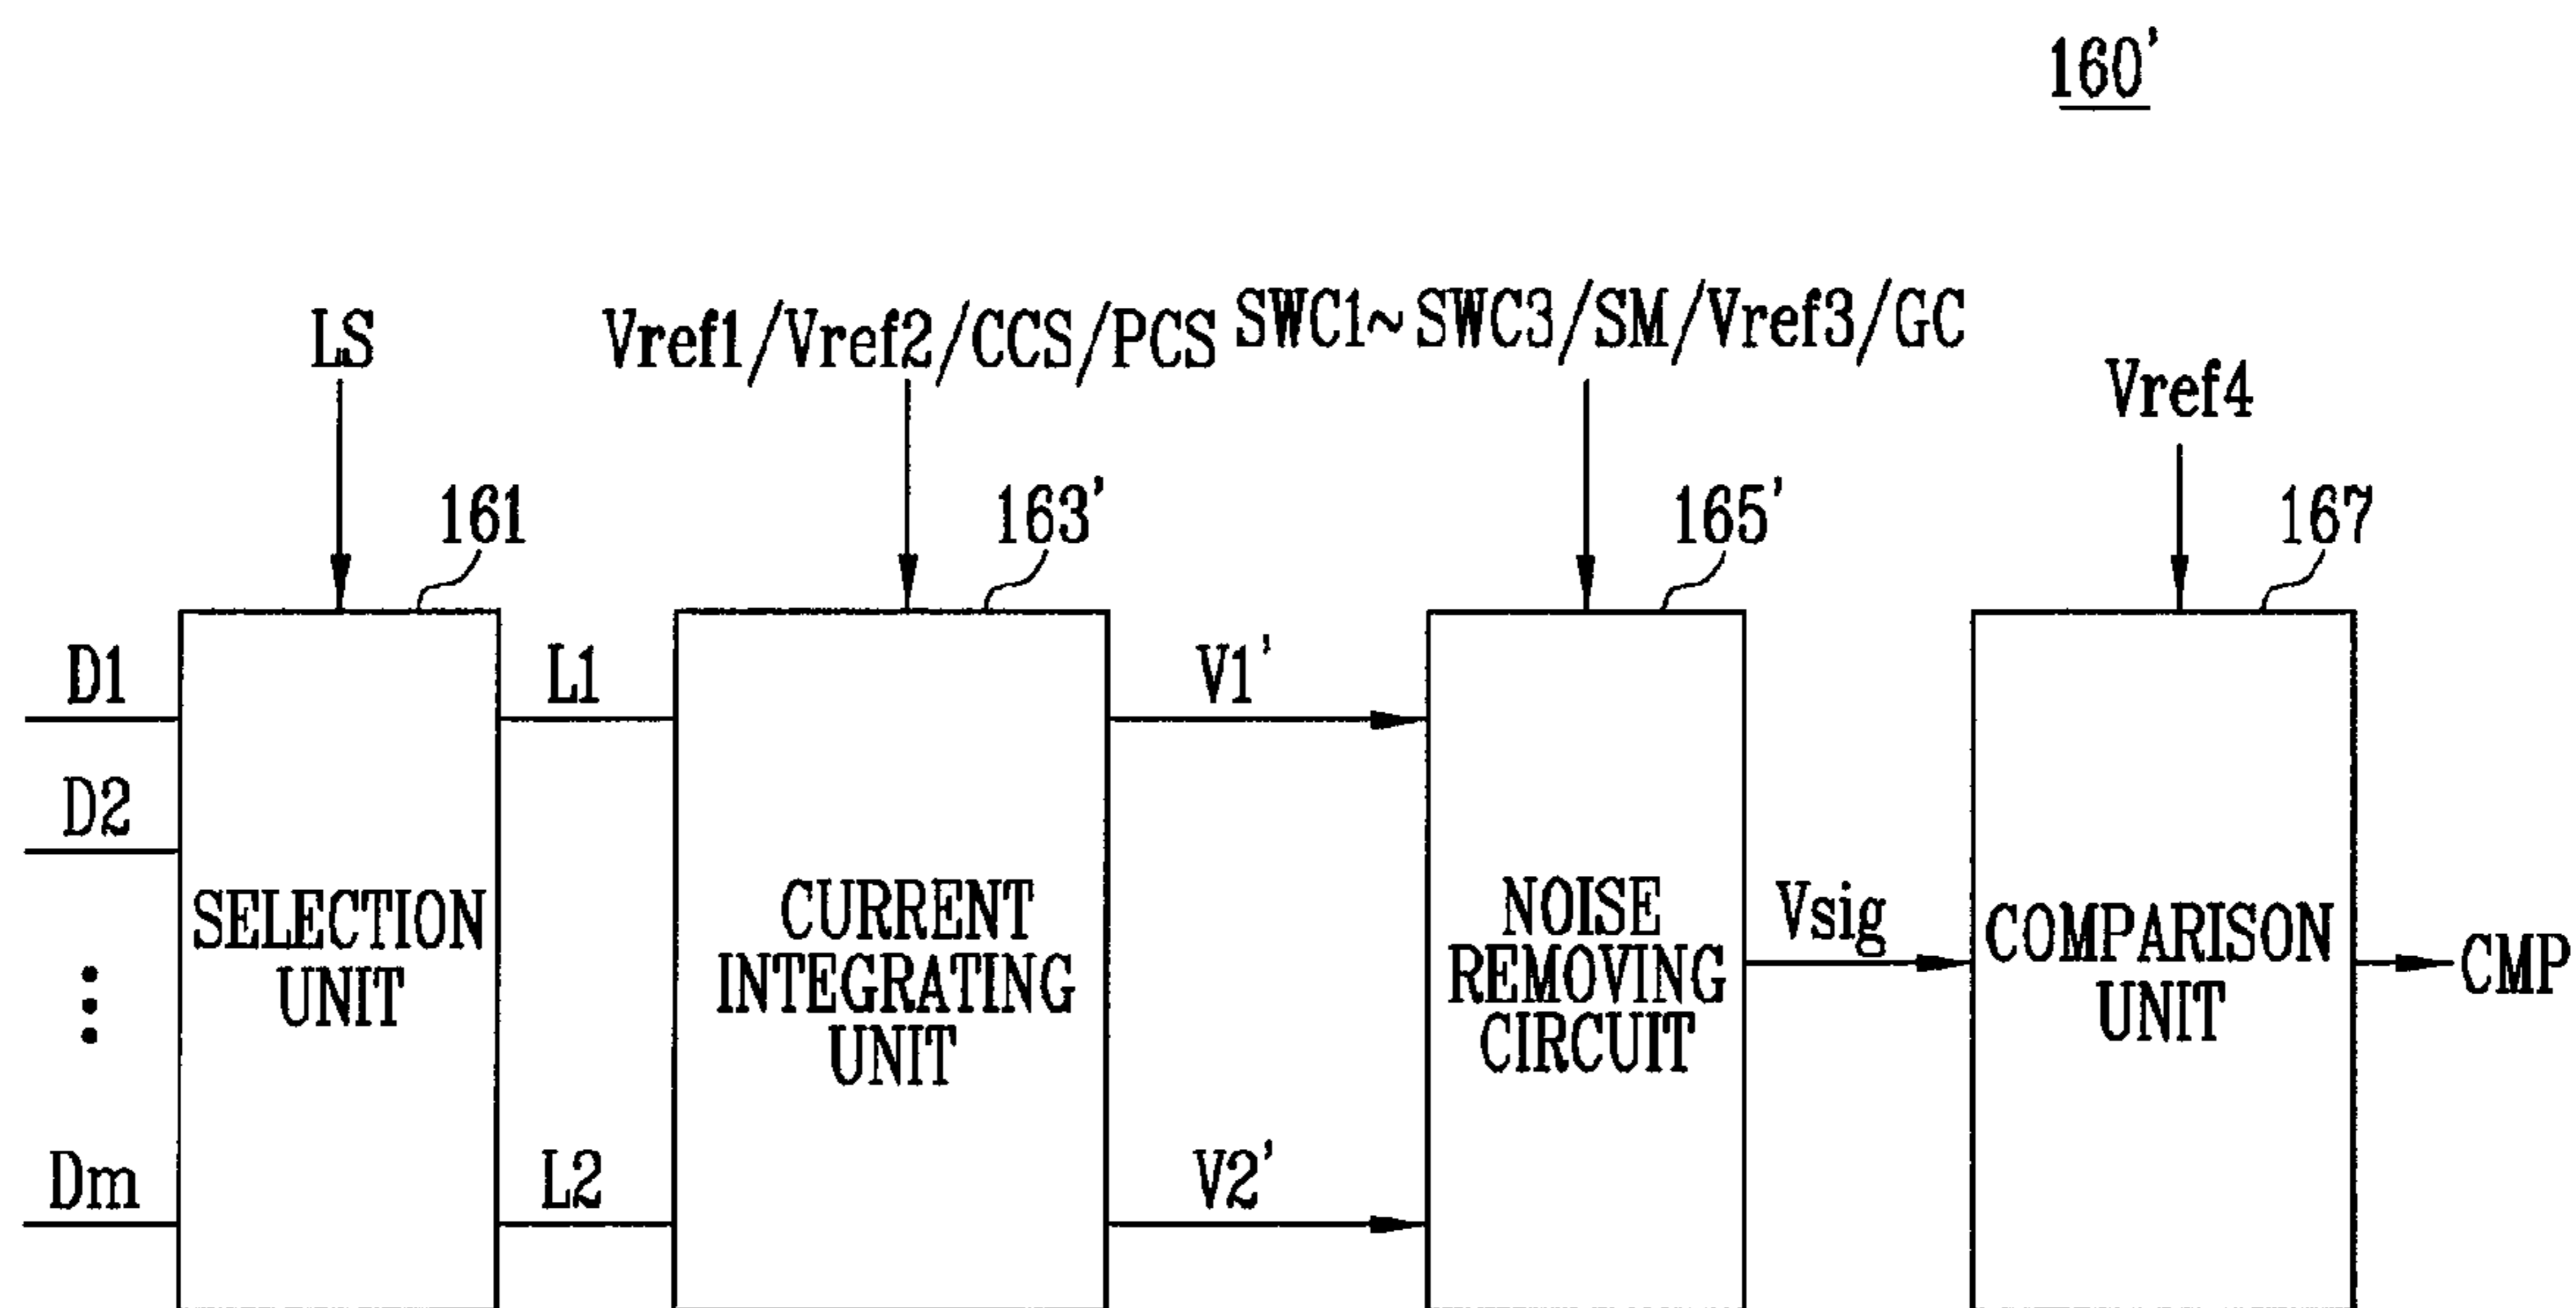 160'
LS
Vref1/Vref2/CCS/PCS
SWC1~SWC3/SM/Vref3/GC
Vref4
161
163'
165'
167
D1
D2
Dm
SELECTION
UNIT
L1
L2
CURRENT
INTEGRATING
UNIT
V1'
V2'
NOISE
REMOVING
CIRCUIT
Vsig
COMPARISON
UNIT
CMP